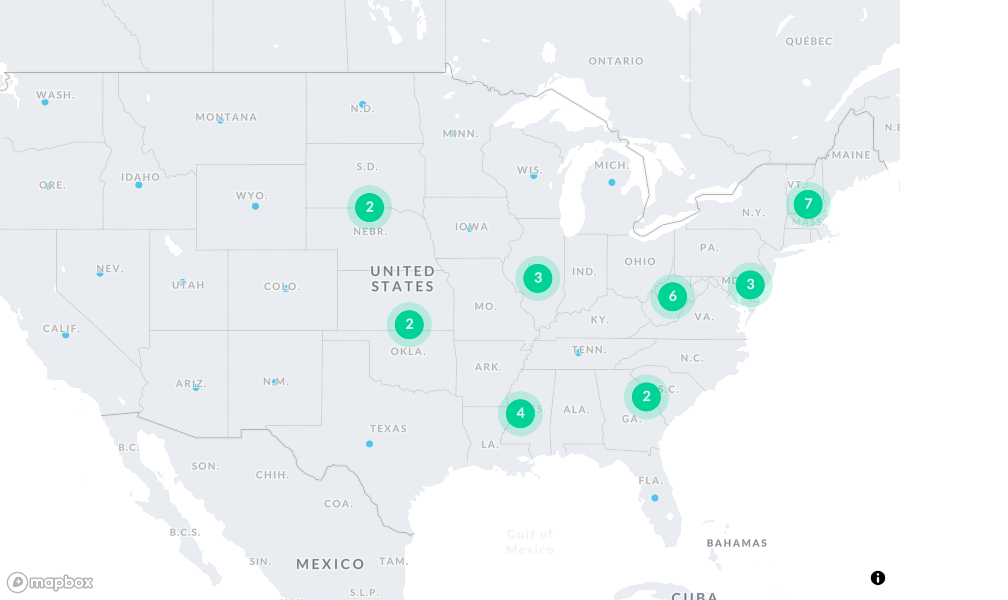 QUÉBEC
ONTARIO
WASH.
N.D.
MONTANA
MINN.
N.B
MAINE
MICH.
WIS.
S.D.
IDAHO
ORE.
VT.
WYO.
2
7
N.Y.
MASS.
NEBR.
IOWA
PA.
OHIO
NEV.
UNITED
STATES
IND.
3
MD.
3
UTAH
COLO.
6
MO.
VA.
KY.
CALIF.
2
OKLA.
TENN.
N.C.
ARK.
ARIZ.
N.M.
S.C.
2
ALA.
4
S.
GA.
TEXAS
LA.
B.C.
SON.
CHIH.
FLA.
COA.
B.C.S.
Gulf of
Mexico
BAHAMAS
SIN.
MEXICO
TAM.
mapbox
S.L.P.
CUBA